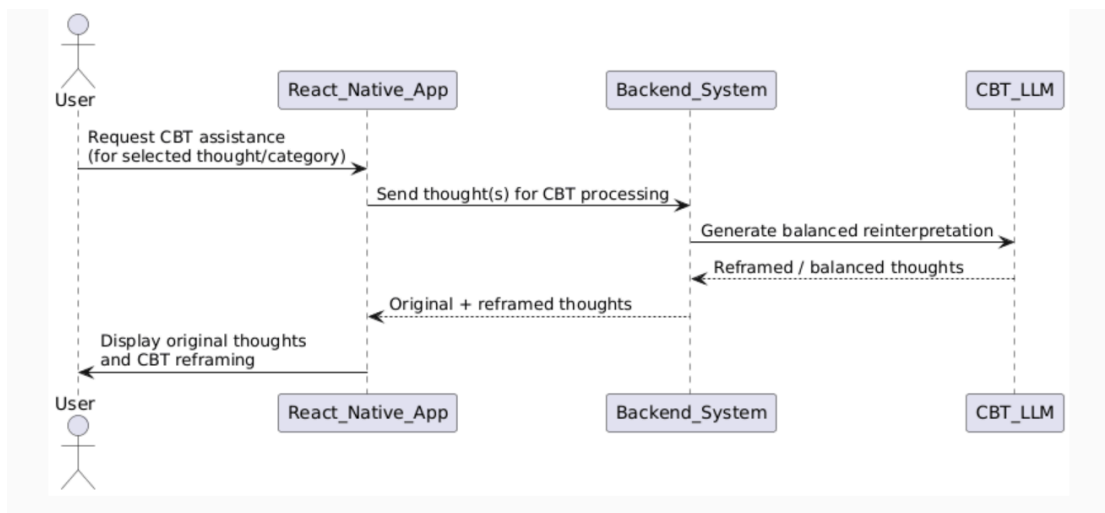 User
React_Native_App
Backend_System
CBT_LLM
Request CBT assistance
(for selected thought/category)
Send thought(s) for CBT processing
Generate balanced reinterpretation
Reframed / balanced thoughts
Original + reframed thoughts
Display original thoughts
and CBT reframing
User
React_Native_App
Backend_System
CBT_LLM